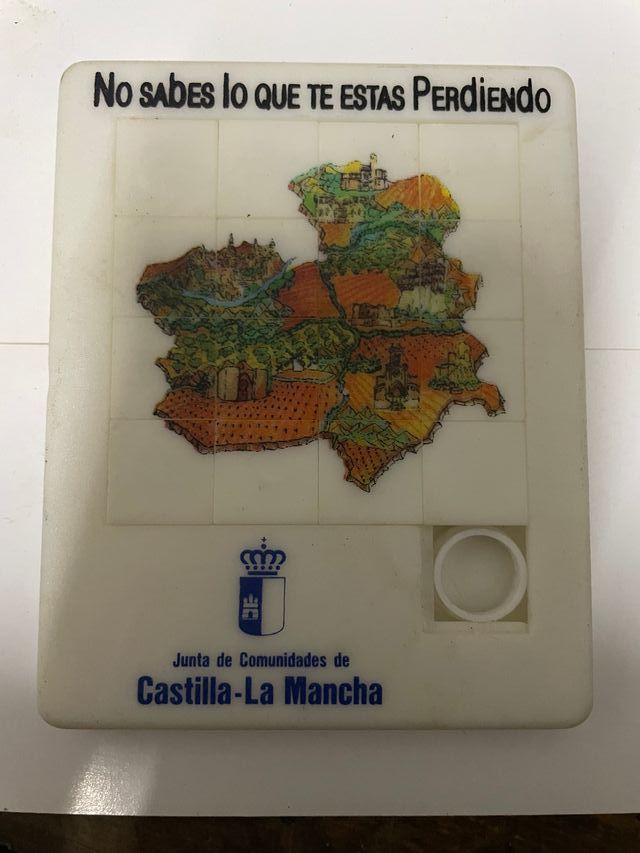 No sabes lo que te estas Perdiendo
Junta de Comunidades de
Castilla-La Mancha